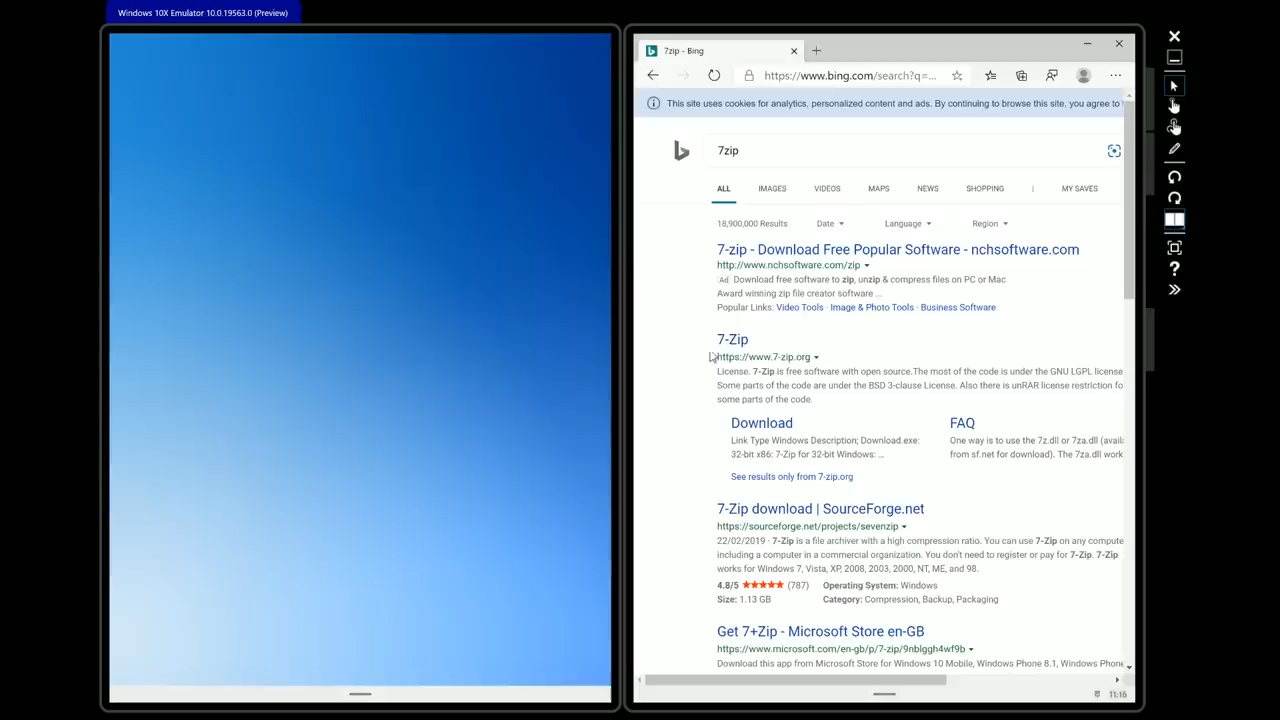 Windows 10X Emulator 10.0.19563.0 (Preview)
7zip - Bing
https://www.bing.com/search?q=...
This site uses cookies for analytics, personalized content and ads. By continuing to browse this site, you agree to
7zip
ALL IMAGES VIDEOS MAPS NEWS SHOPPING | MY SAVES
18,900,000 Results Date Language Region
7-zip - Download Free Popular Software - nchsoftware.com
http://www.nchsoftware.com/zip
Ad Download free software to zip, unzip & compress files on PC or Mac
Award winning zip file creator software ...
Popular Links: Video Tools · Image & Photo Tools · Business Software
7-Zip
https://www.7-zip.org
License. 7-Zip is free software with open source.The most of the code is under the GNU LGPL license
Some parts of the code are under the BSD 3-clause License. Also there is unRAR license restriction fo
some parts of the code.
Download FAQ
Link Type Windows Description; Download.exe: One way is to use the 7z.dll or 7za.dll (avail
32-bit x86: 7-Zip for 32-bit Windows: ... from sf.net for download). The 7za.dll work
See results only from 7-zip.org
7-Zip download | SourceForge.net
https://sourceforge.net/projects/sevenzip
22/02/2019 · 7-Zip is a file archiver with a high compression ratio. You can use 7-Zip on any compute
including a computer in a commercial organization. You don't need to register or pay for 7-Zip. 7-Zip
works for Windows 7, Vista, XP, 2008, 2003, 2000, NT, ME, and 98.
4.8/5 (787) Operating System: Windows
Size: 1.13 GB Category: Compression, Backup, Packaging
Get 7+Zip - Microsoft Store en-GB
https://www.microsoft.com/en-gb/p/7-zip/9nblggh4wf9b
Download this app from Microsoft Store for Windows 10 Mobile, Windows Phone 8.1, Windows Phone
11:16